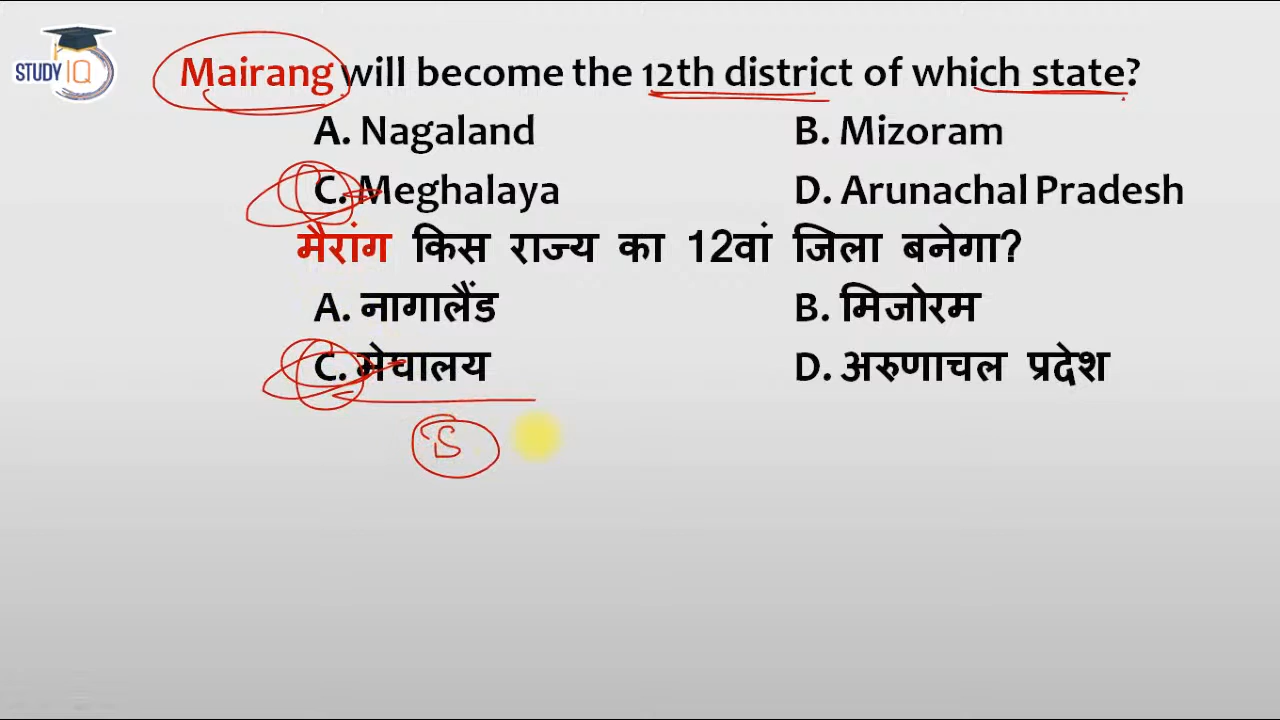 STUDY IQ
Mairang will become the 12th district of which state?
A. Nagaland B. Mizoram
C. Meghalaya D. Arunachal Pradesh
मैरांग किस राज्य का 12वां जिला बनेगा?
A. नागालैंड B. मिजोरम
C. मेघालय D. अरुणाचल प्रदेश